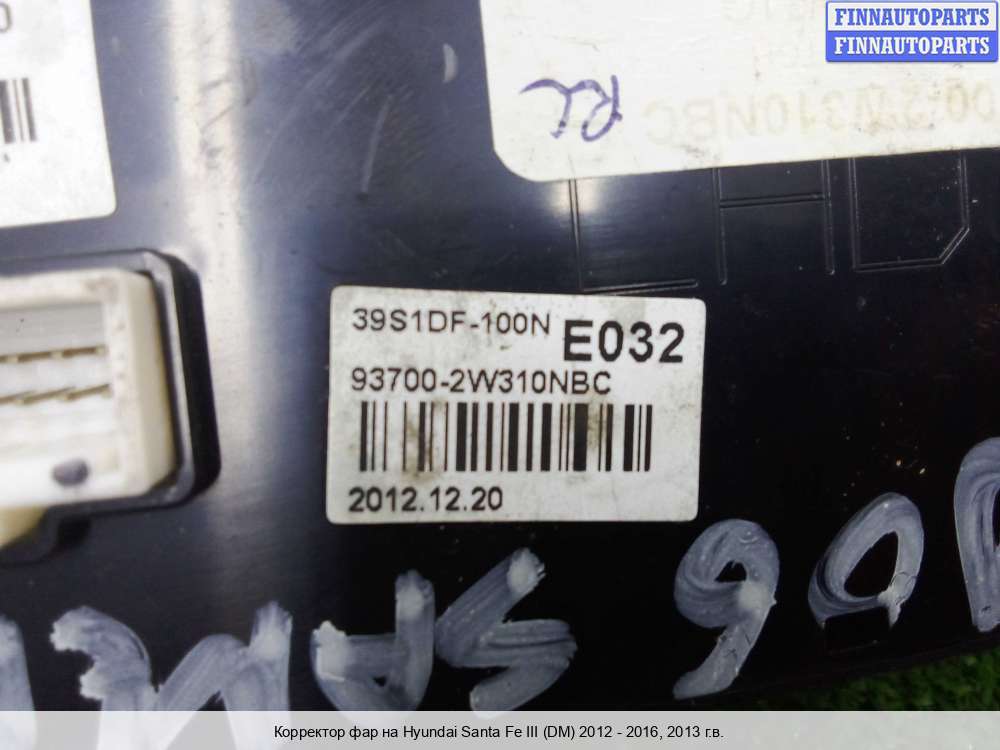 FINNAUTOPARTS
FINNAUTOPARTS
RL
LHD
39S1DF-100N
E032
93700-2W310NBC
2012.12.20
Корректор фар на Hyundai Santa Fe III (DM) 2012 - 2016, 2013 г.в.